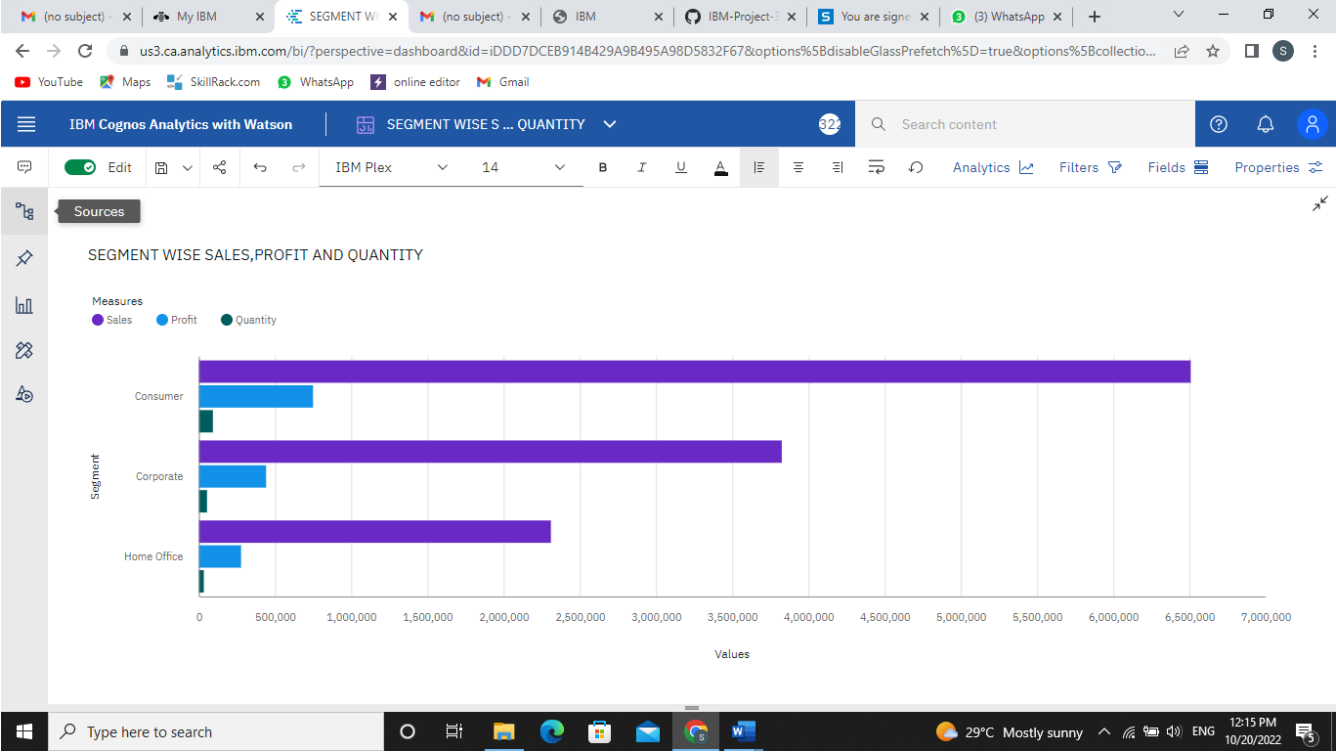 (no subject) -
My IBM
SEGMENT WI
(no subject) -
IBM
IBM-Project-3
You are signe
(3) WhatsApp
us3.ca.analytics.ibm.com/bi/?perspective=dashboard&id=iDDD7DCEB914B429A9B495A98D5832F67&options%5BdisableGlassPrefetch%5D=true&options%5Bcollectio...
S
YouTube
Maps
SkillRack.com
3
WhatsApp
online editor
Gmail
IBM Cognos Analytics with Watson
SEGMENT WISE S ... QUANTITY
322
Search content
Edit
IBM Plex
14
B
I
U
A
Analytics
Filters
Fields
Properties
Sources
SEGMENT WISE SALES,PROFIT AND QUANTITY
Measures
Sales
Profit
Quantity
Consumer
Corporate
Home Office
Segment
0
500,000
1,000,000
1,500,000
2,000,000
2,500,000
3,000,000
3,500,000
4,000,000
4,500,000
5,000,000
5,500,000
6,000,000
6,500,000
7,000,000
Values
Type here to search
29°C Mostly sunny
ENG
12:15 PM
10/20/2022
5